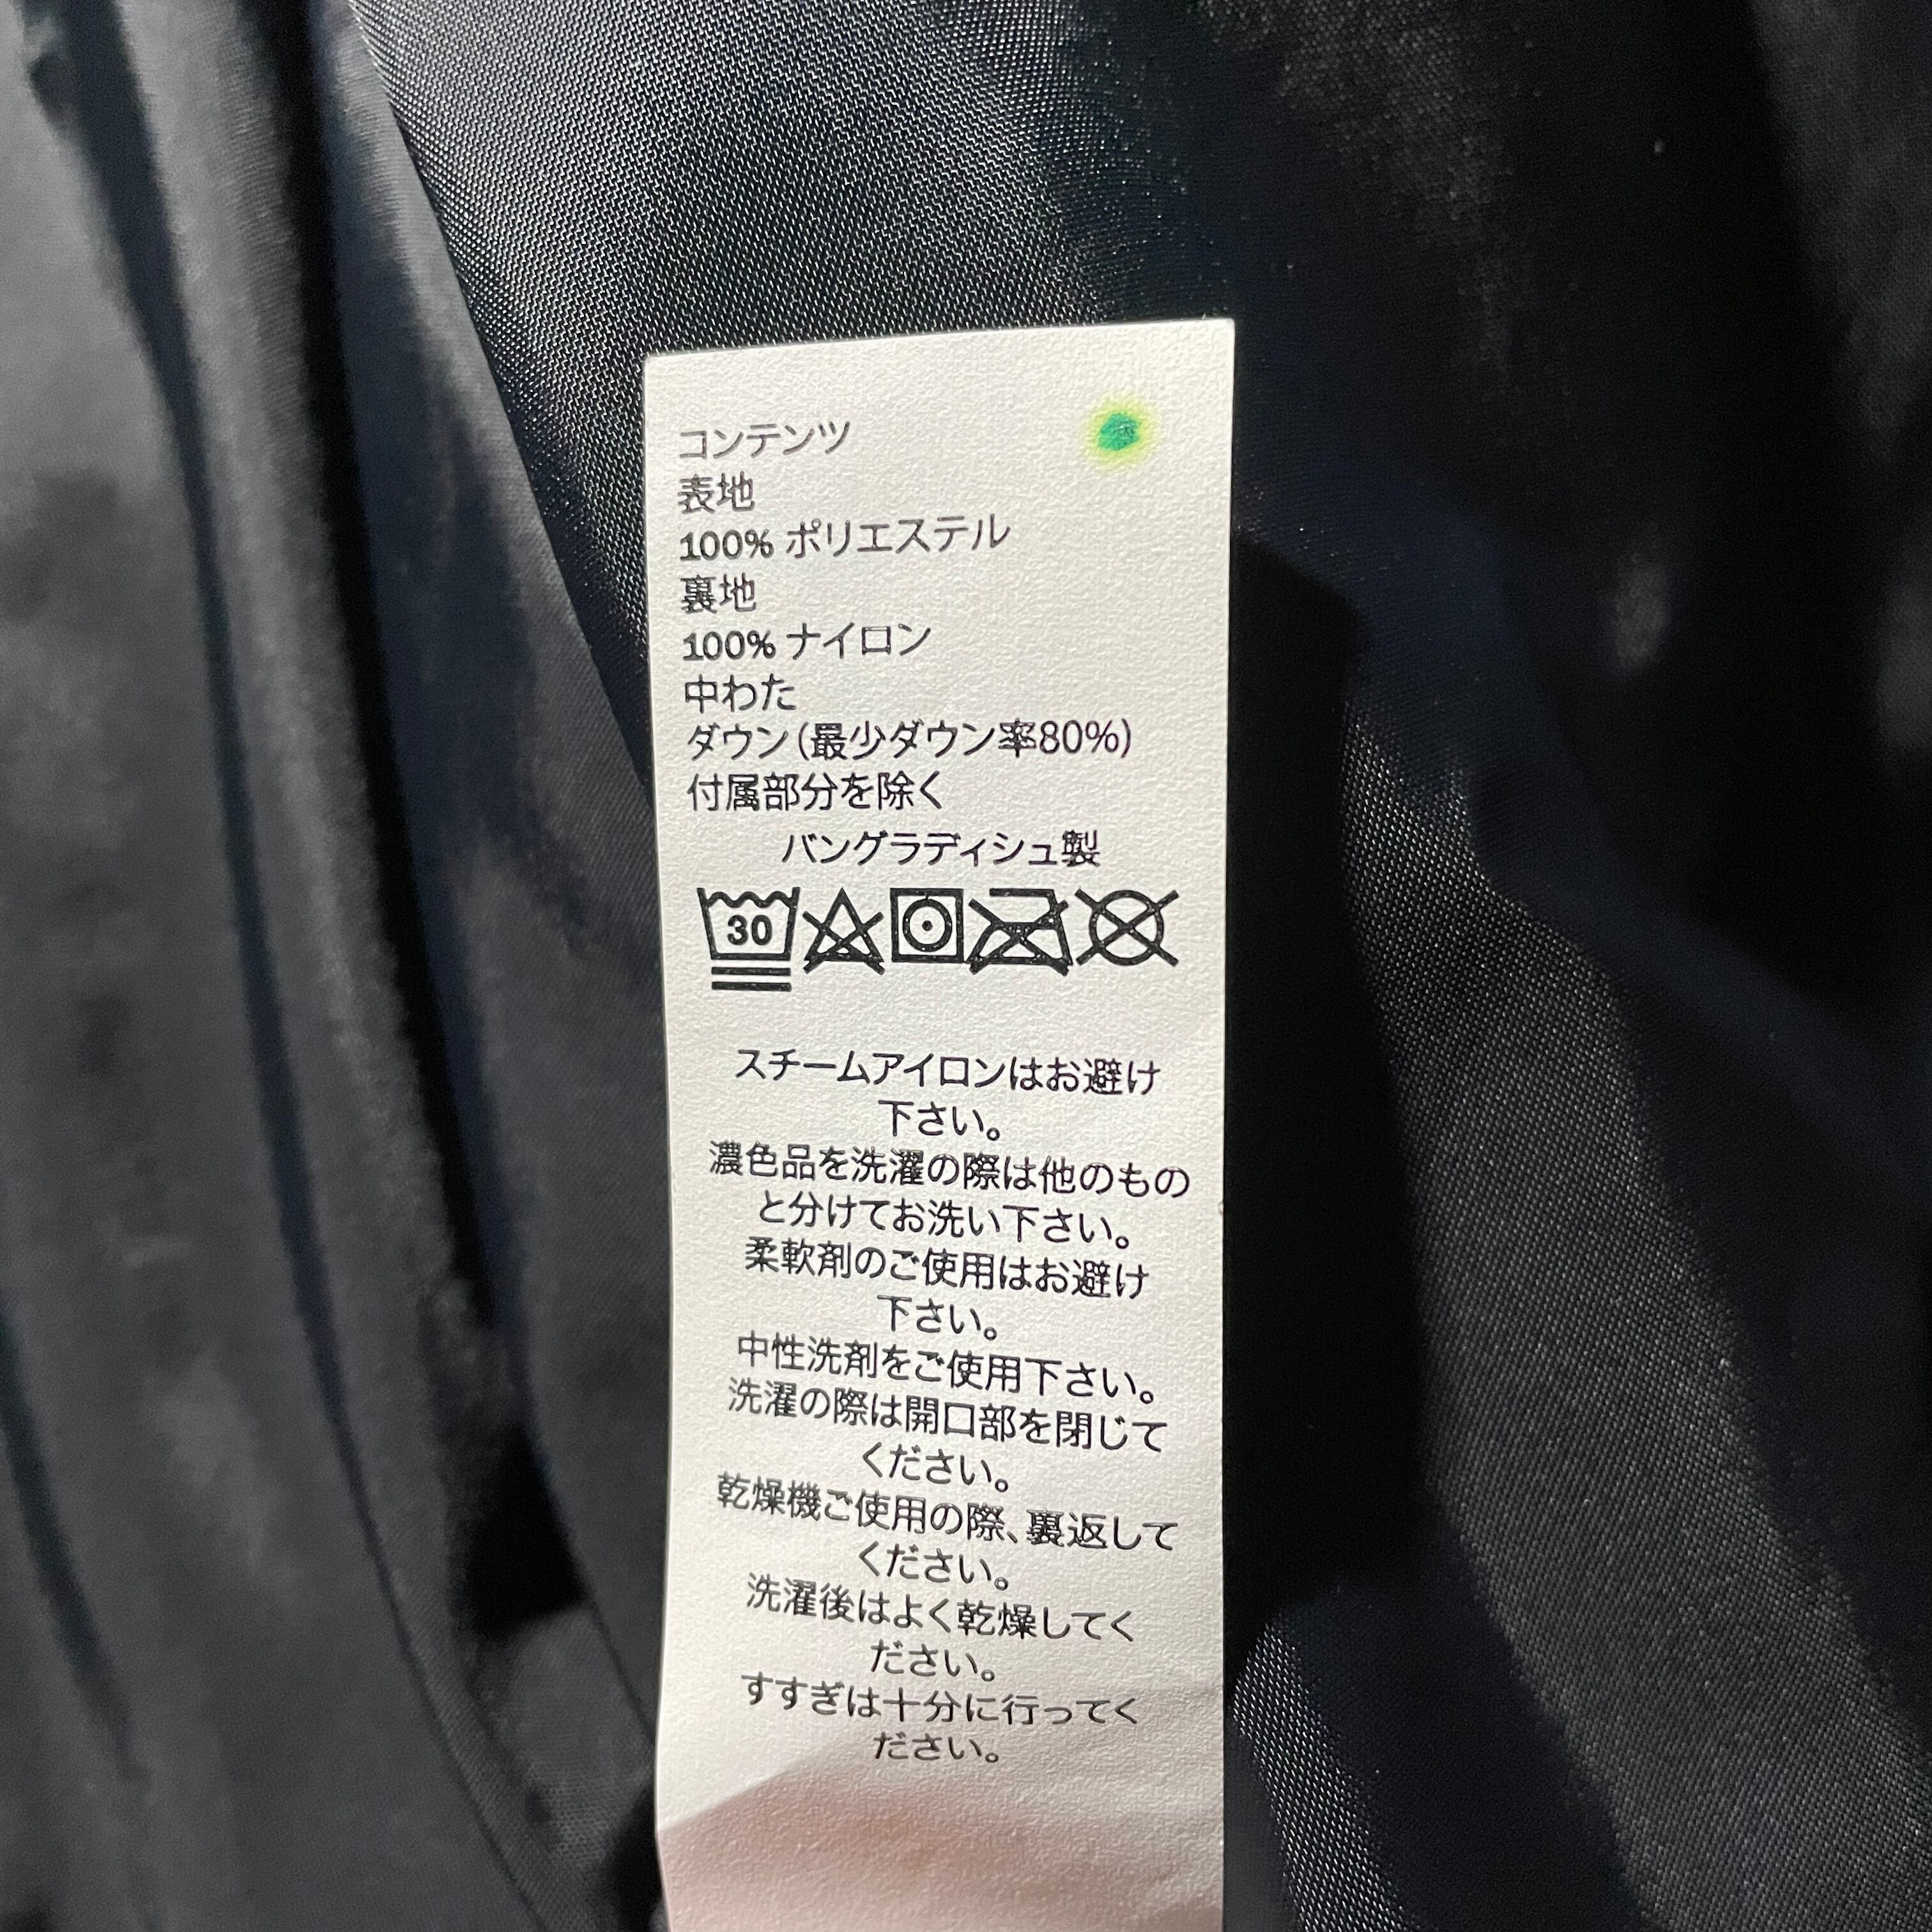 コンテンツ
表地
100% ポリエステル
裏地
100% ナイロン
中わた
ダウン(最少ダウン率80%)
付属部分を除く
バングラディシュ製
30
スチームアイロンはお避け
下さい。
濃色品を洗濯の際は他のもの
と分けてお洗い下さい。
柔軟剤のご使用はお避け
下さい。
中性洗剤をご使用下さい。
洗濯の際は開口部を閉じて
ください。
乾燥機ご使用の際、裏返して
ください。
洗濯後はよく乾燥してく
ださい。
すすぎは十分に行ってく
ださい。